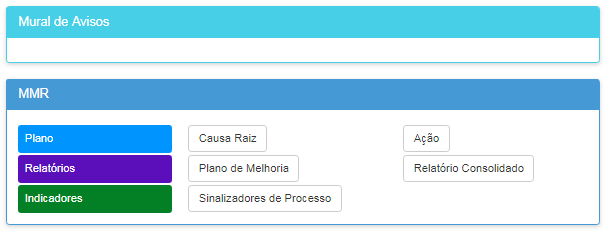 Mural de Avisos
MMR
Plano Causa Raiz Ação
Relatórios Plano de Melhoria Relatório Consolidado
Indicadores Sinalizadores de Processo